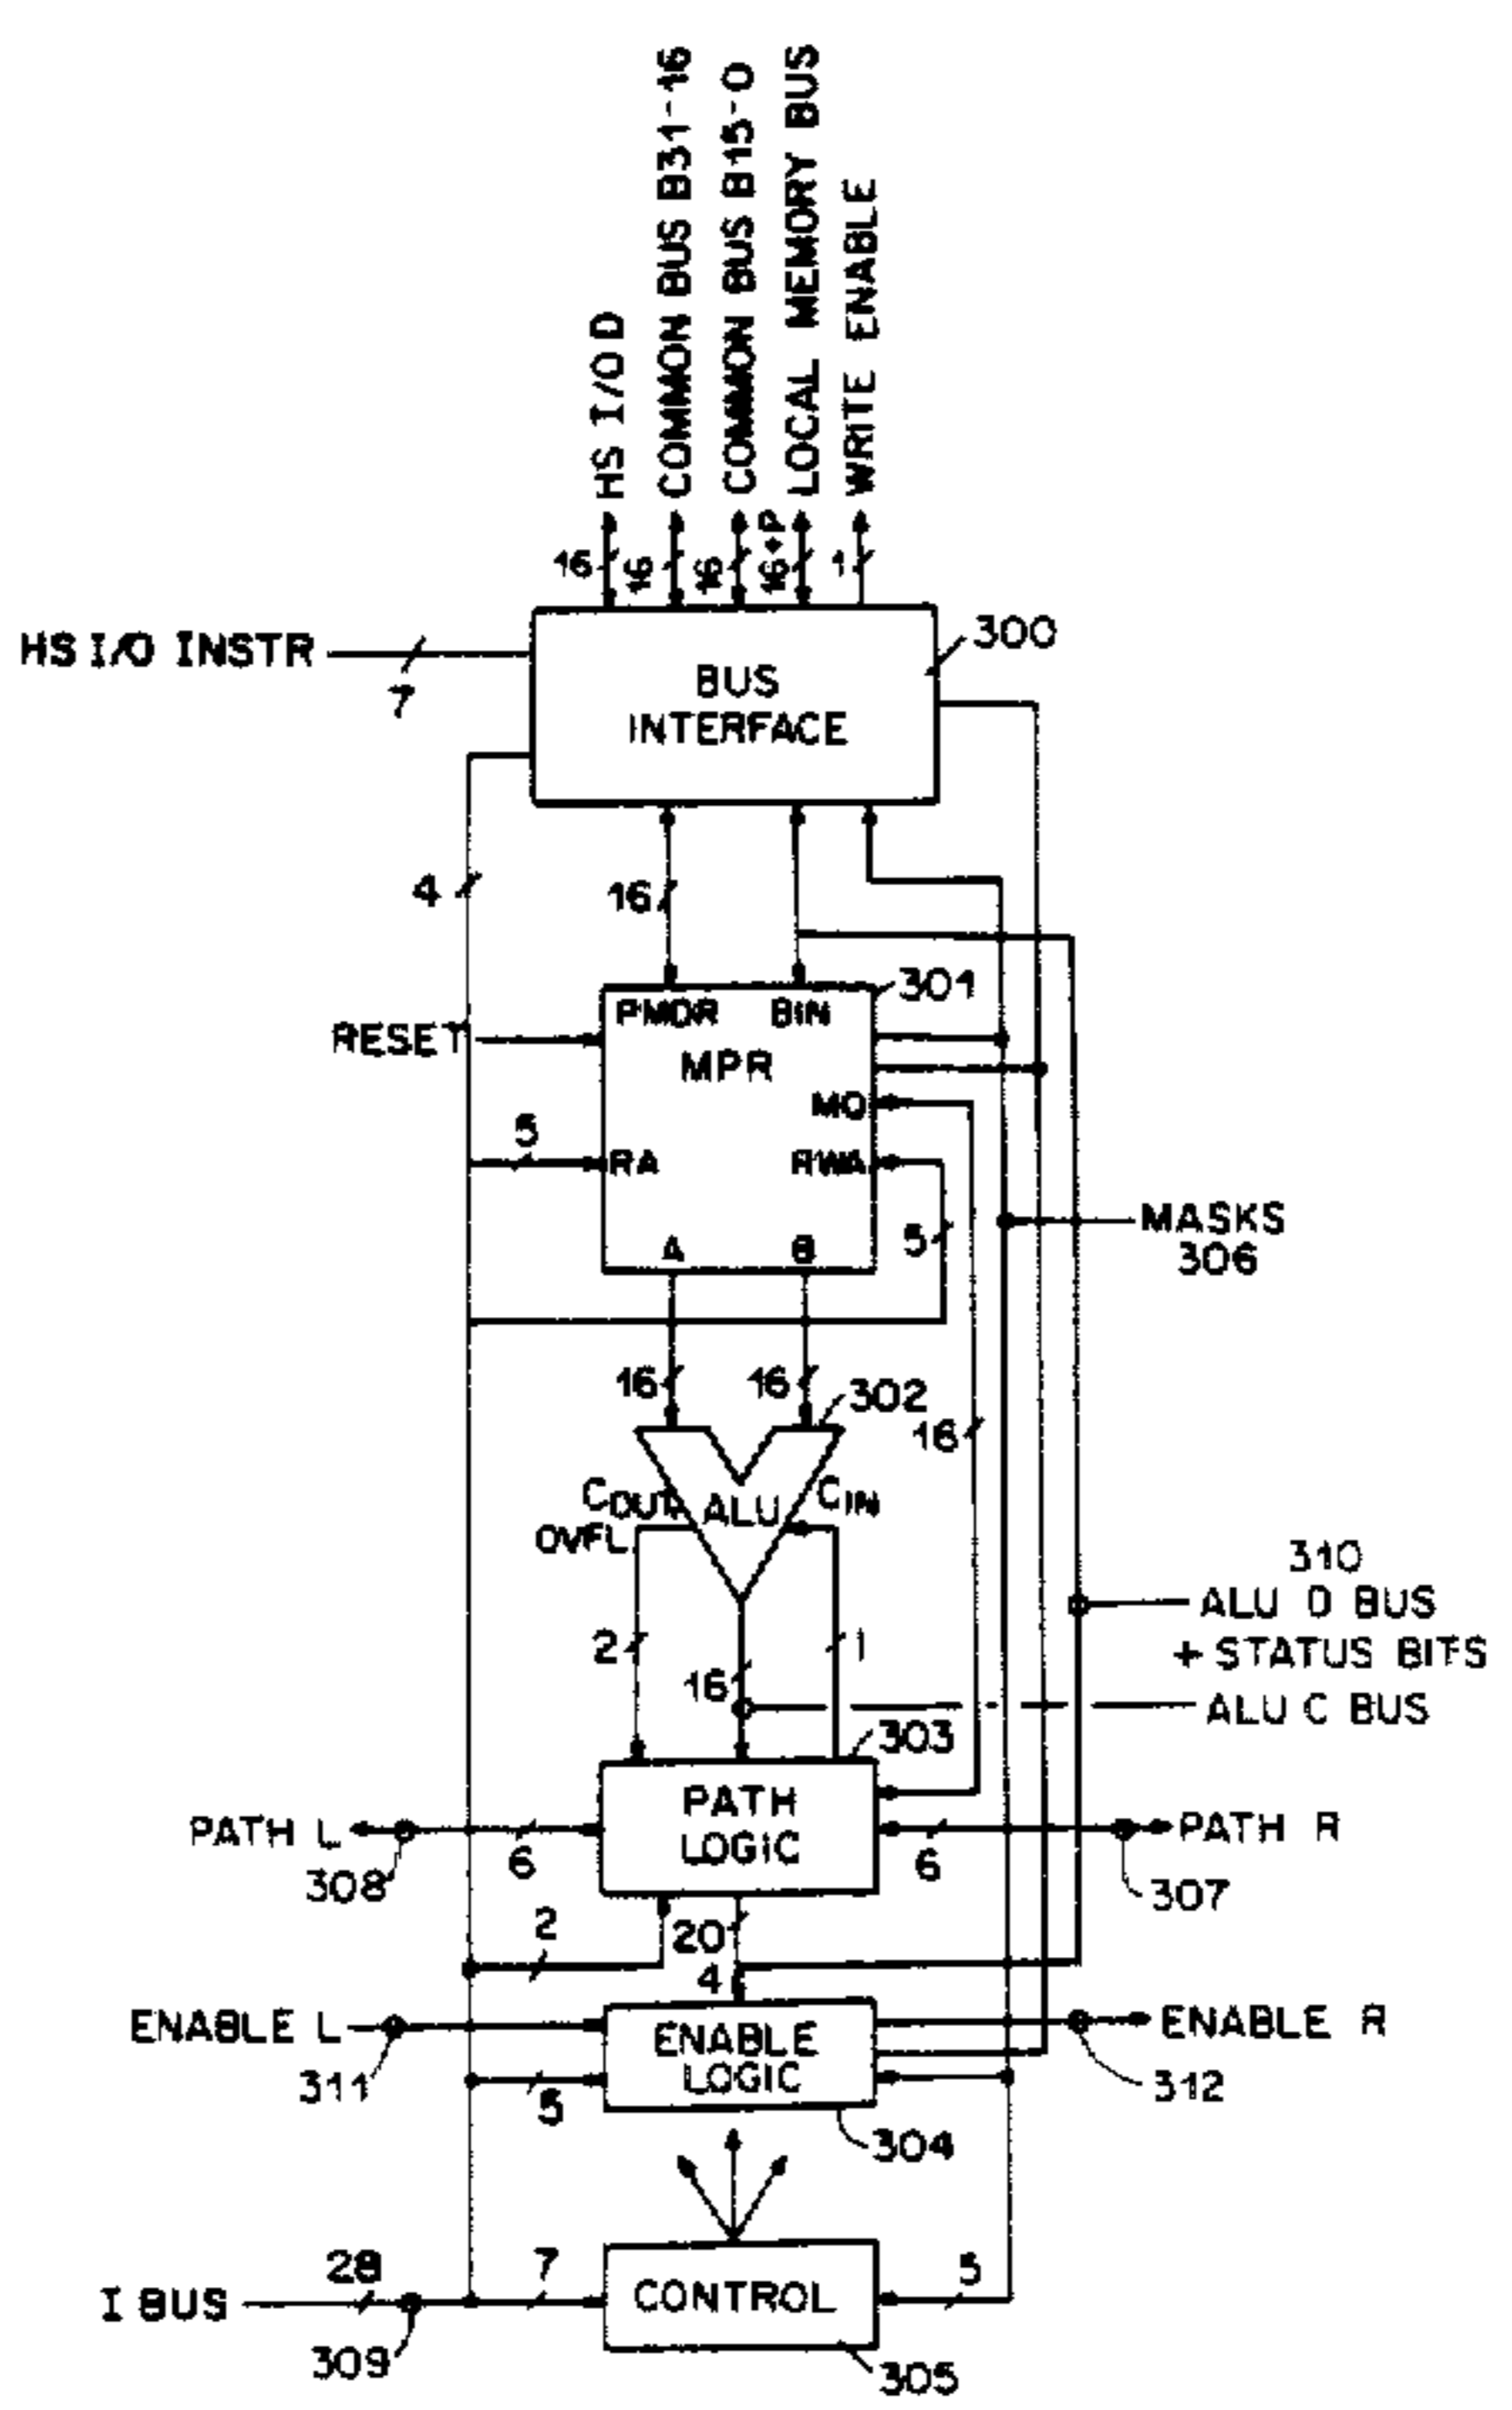 HS I/O D
COMMON BUS B31-16
COMMON BUS B15-0
LOCAL MEMORY BUS
WRITE ENABLE
16
16
16
16+P
1
HS I/O INSTR
7
300
BUS
INTERFACE
4
16
301
PMDR BIN
RESET
MPR
MQ
5
RA
RWA
5
MASKS
306
A B
16
16
302
16
COUT,
ALU
CIN
OVFL.
310
ALU D BUS
+ STATUS BITS
2
1
16
ALU C BUS
303
PATH
LOGIC
PATH L
PATH R
6
6
308
307
2
20
4
ENABLE L
ENABLE R
ENABLE
LOGIC
311
5
312
304
28
7
5
I BUS
CONTROL
309
305